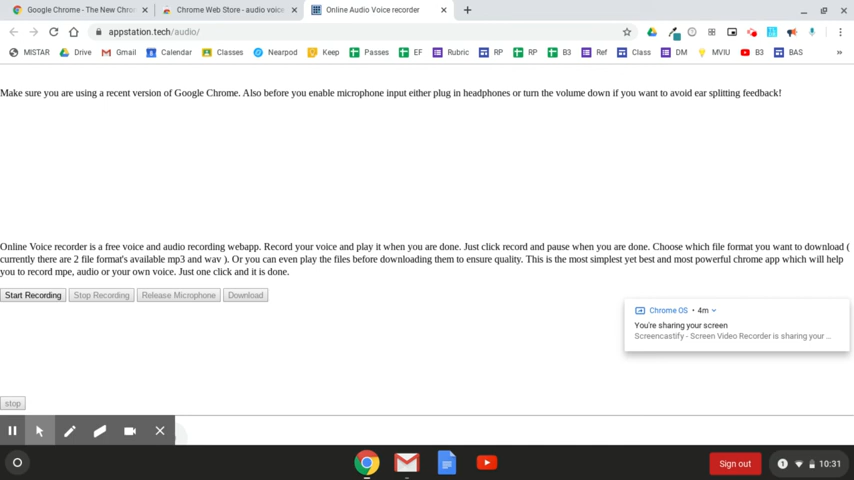 Google Chrome - The New Chrom
Chrome Web Store - audio voice
Online Audio Voice recorder
appstation.tech/audio/
MISTAR Drive Gmail Calendar Classes Nearpod Keep Passes EF Rubric RP RP B3 Ref Class DM MVIU B3 BAS »
Make sure you are using a recent version of Google Chrome. Also before you enable microphone input either plug in headphones or turn the volume down if you want to avoid ear splitting feedback!
Online Voice recorder is a free voice and audio recording webapp. Record your voice and play it when you are done. Just click record and pause when you are done. Choose which file format you want to download (
currently there are 2 file format's available mp3 and wav ). Or you can even play the files before downloading them to ensure quality. This is the most simplest yet best and most powerful chrome app which will help
you to record mpe, audio or your own voice. Just one click and it is done.
Start Recording Stop Recording Release Microphone Download
Chrome OS • 4m
You're sharing your screen
Screencastify - Screen Video Recorder is sharing your ...
stop
Sign out 1 10:31